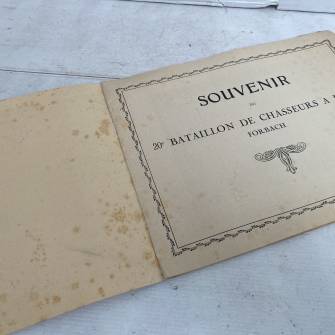 SOUVENIR
DU
20e BATAILLON DE CHASSEURS A
FORBACH